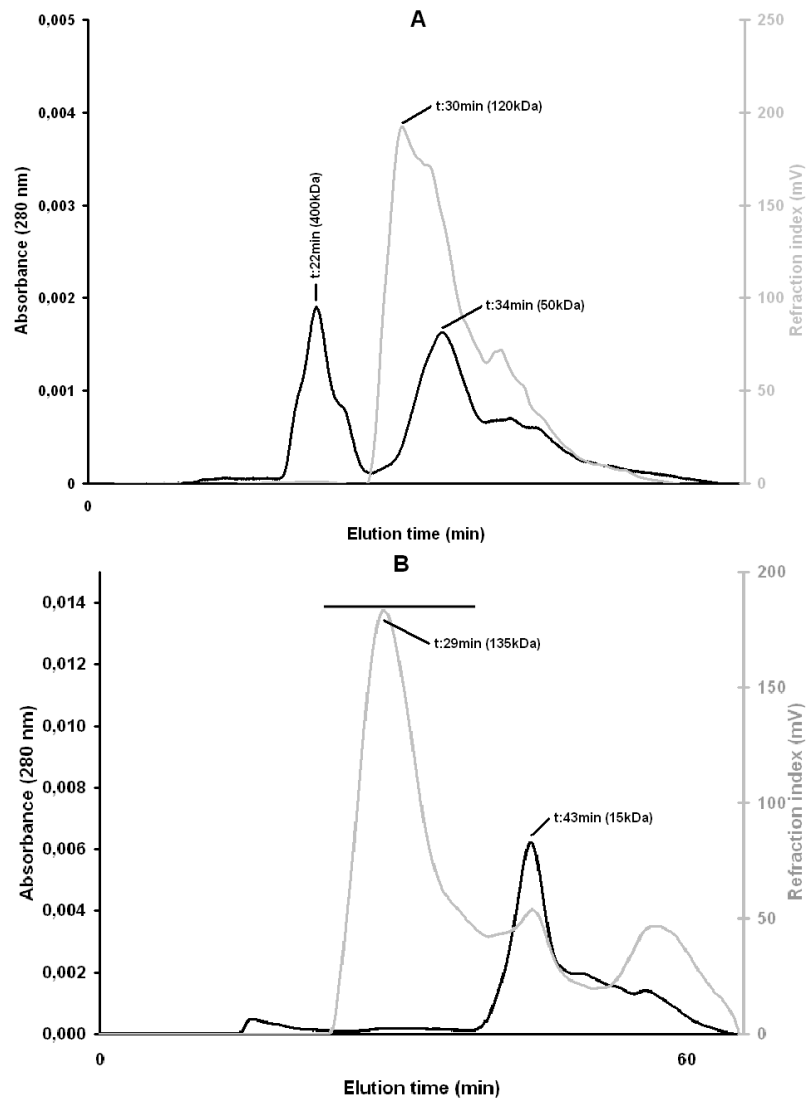 A
0,005
0,004
0,003
0,002
0,001
0
Absorbance (280 nm)
t:22min (400kDa)
t:30min (120kDa)
t:34min (50kDa)
250
200
150
100
50
0
Refraction index (mV)
0
Elution time (min)
B
0,014
0,012
0,010
0,008
0,006
0,004
0,002
0,000
Absorbance (280 nm)
t:29min (135kDa)
t:43min (15kDa)
200
150
100
50
0
Refraction index (mV)
0
60
Elution time (min)